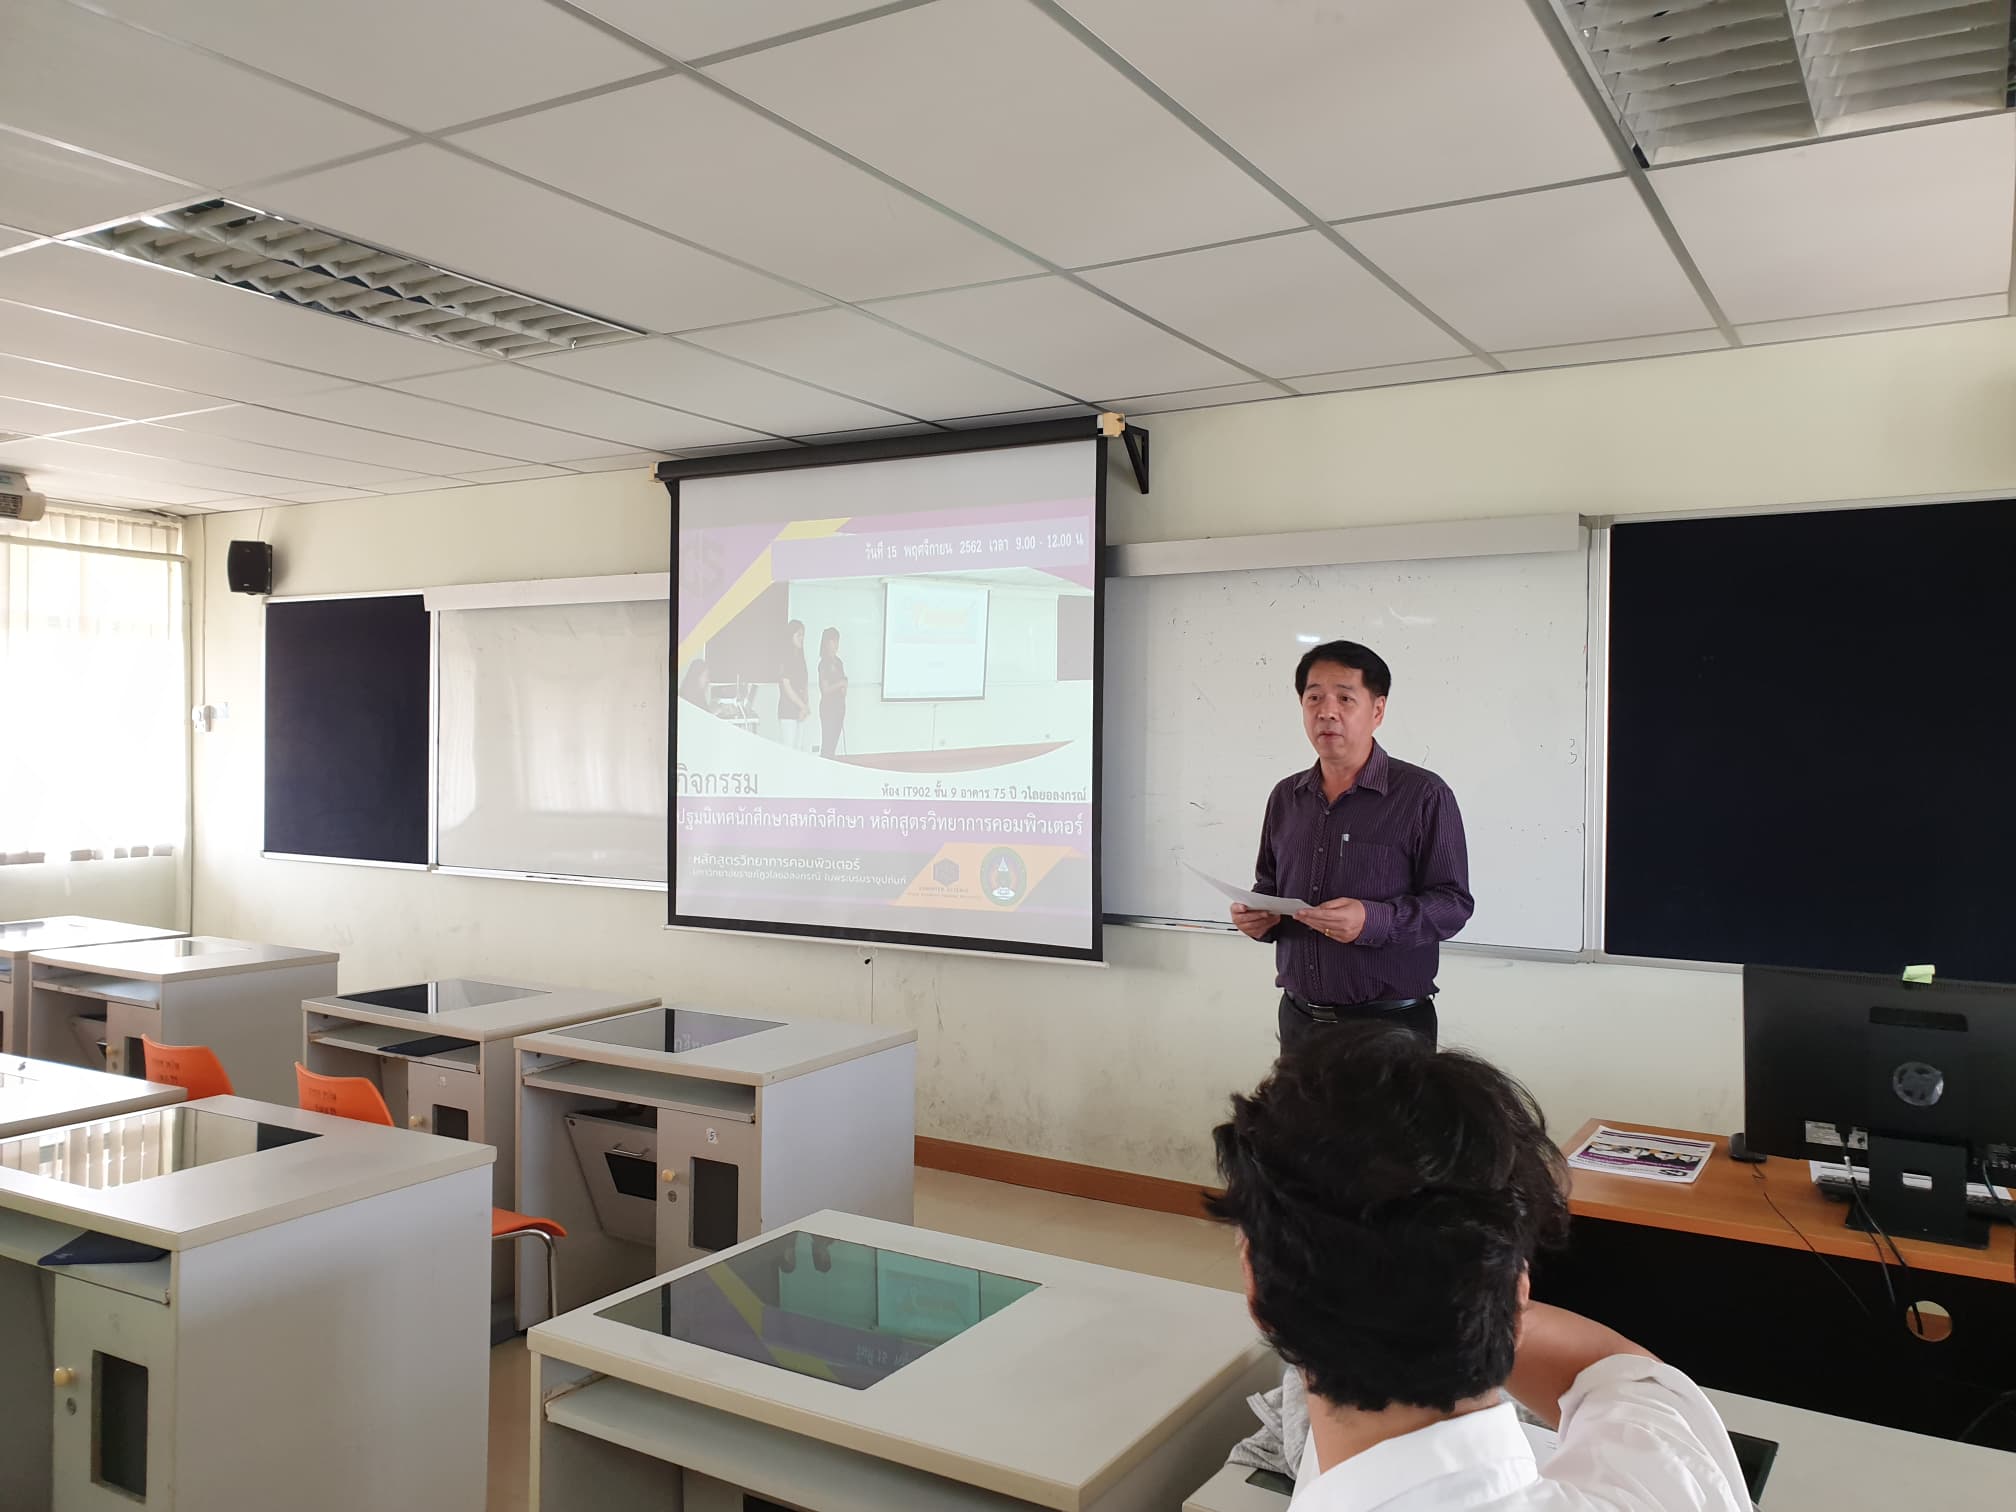 วันที่ 15 พฤศจิกายน 2562 เวลา 9.00 - 12.00 น
กิจกรรม
ห้อง IT902 ชั้น 9 อาคาร 75 ปี วไลยอลงกรณ์
ปฐมนิเทศนักศึกษาสหกิจศึกษา หลักสูตรวิทยาการคอมพิวเตอร์
หลักสูตรวิทยาการคอมพิวเตอร์
มหาวิทยาลัยราชภัฏวไลยอลงกรณ์ ในพระบรมราชูปถัมภ์
COMPUTER SCIENCE
5